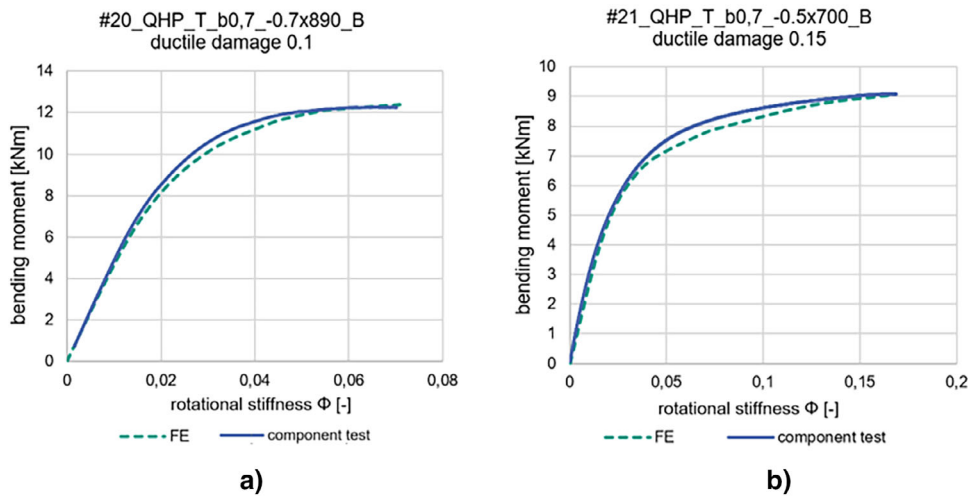 #20_QHP_T_b0,7_-0.7x890_B
ductile damage 0.1
14
12
10
8
6
4
2
0
bending moment [kNm]
0 0,02 0,04 0,06 0,08
rotational stiffness Φ [-]
FE component test
a)
#21_QHP_T_b0,7_-0.5x700_B
ductile damage 0.15
10
9
8
7
6
5
4
3
2
1
0
bending moment [kNm]
0 0,05 0,1 0,15 0,2
rotational stiffness Φ [-]
FE component test
b)